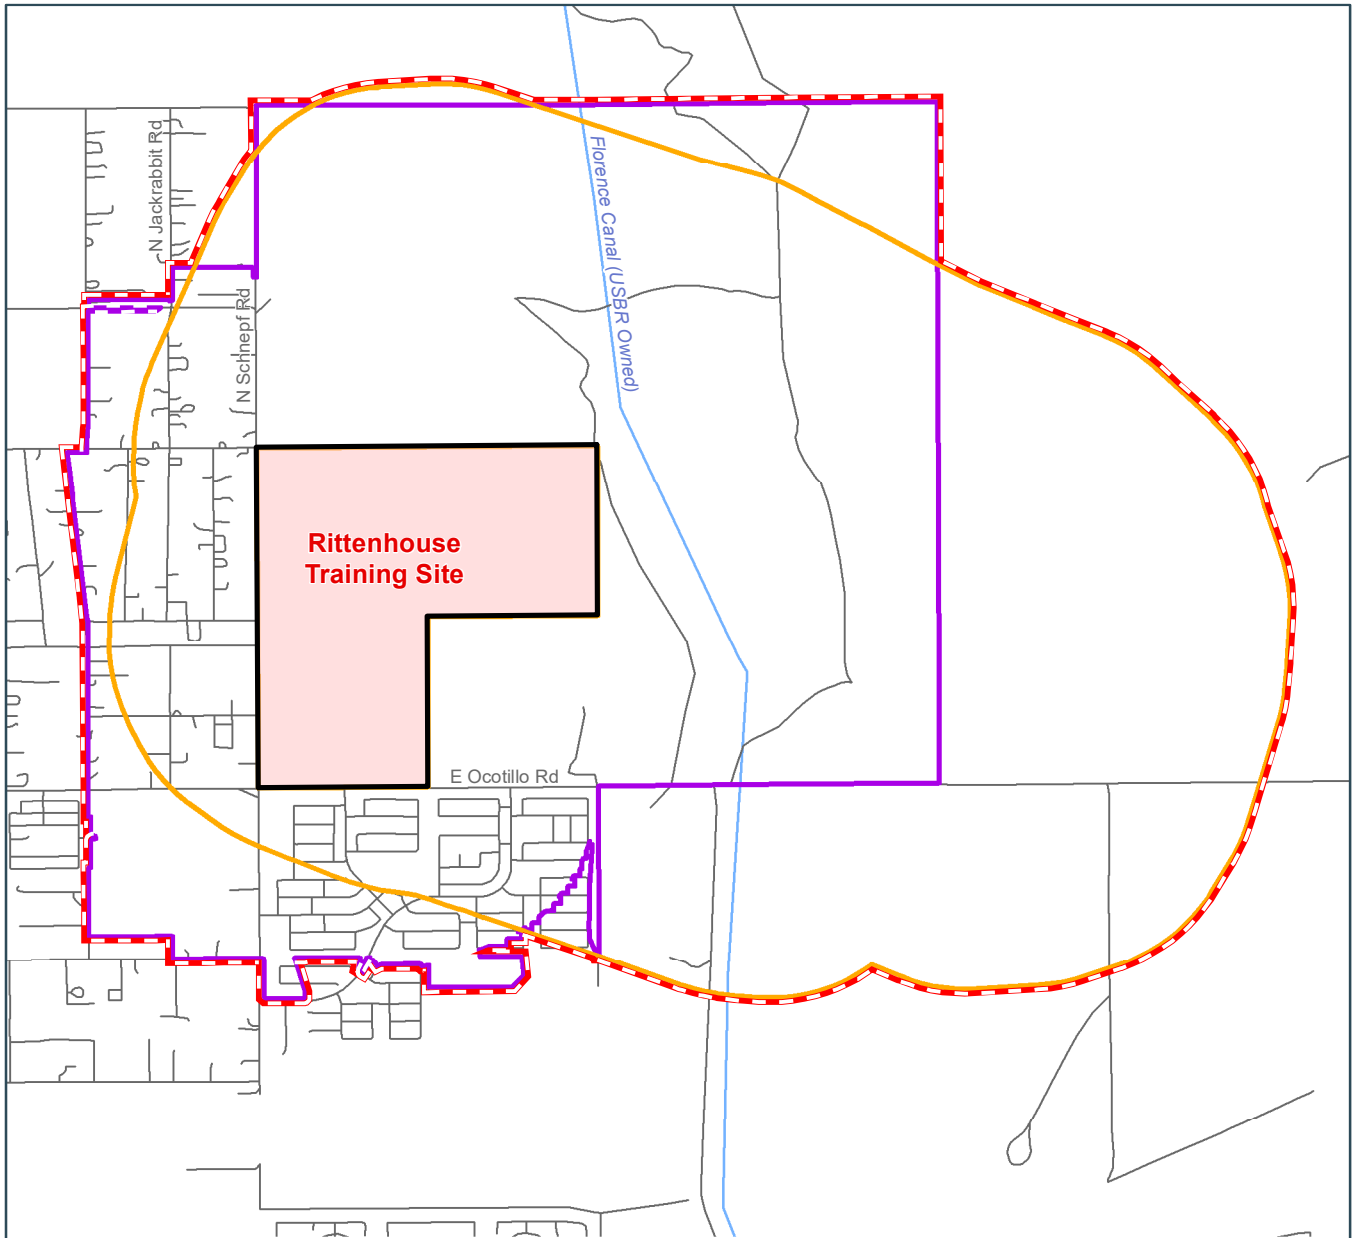 N Jackrabbit Rd
Florence Canal (USBR Owned)
N Schnepf Rd
Rittenhouse
Training Site
E Ocotillo Rd